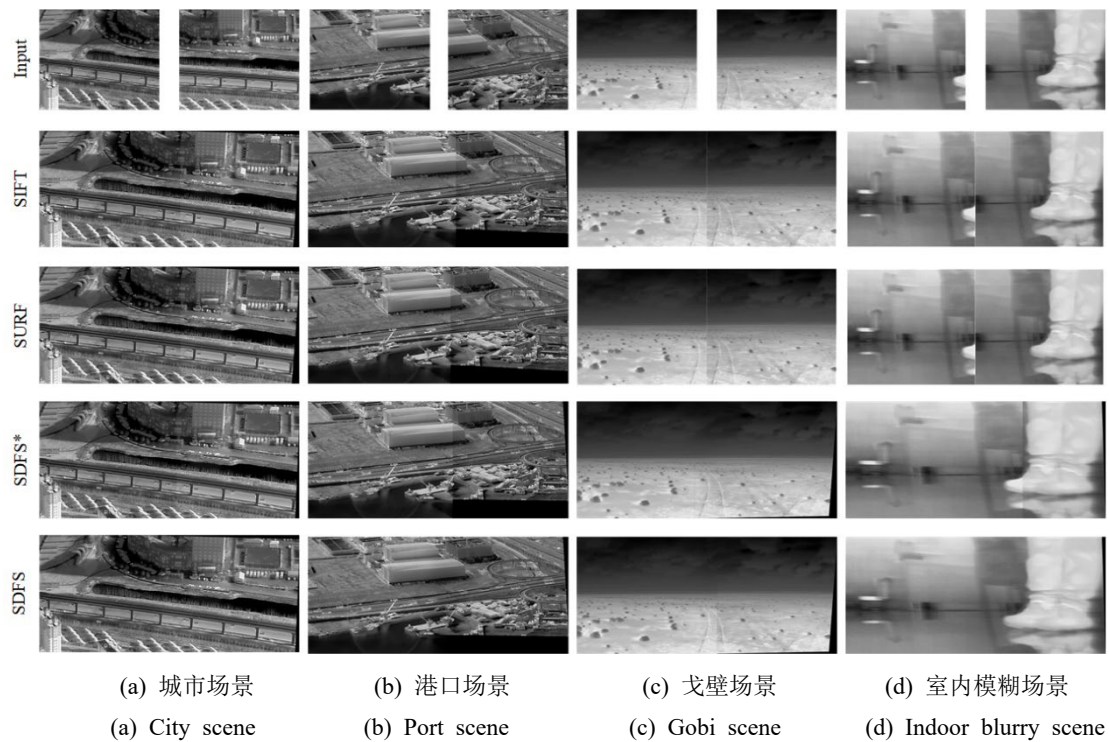 Input
SIFT
SURF
SDFS*
SDFS
(a) 城市场景 (b) 港口场景 (c) 戈壁场景 (d) 室内模糊场景
(a) City scene (b) Port scene (c) Gobi scene (d) Indoor blurry scene